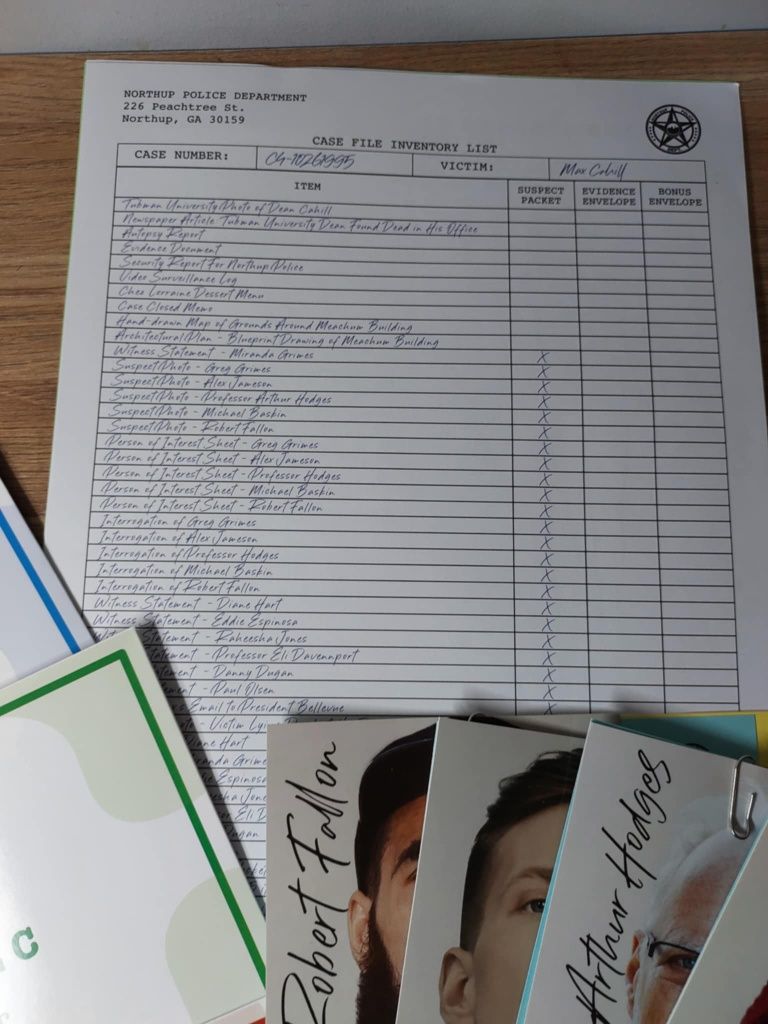 NORTHUP POLICE DEPARTMENT
226 Peachtree St.
Northup, GA 30159
CASE FILE INVENTORY LIST
CASE NUMBER: VICTIM: Max Cahill
ITEM SUSPECT PACKET EVIDENCE ENVELOPE BONUS ENVELOPE
Tubman University Photo of Dean Cahill
Newspaper Article Tubman University Dean Found Dead in His Office
Autopsy Report
Evidence Document
Security Report For Northup Police
Video Surveillance Log
Chez Lorraine Dessert Menu
Case Closed Memo
Hand-drawn Map of Grounds Around Meachum Building
Architectural Plan - Blueprint Drawing of Meachum Building
Witness Statement - Miranda Grimes X
Suspect Photo - Greg Grimes X
Suspect Photo - Alex Jameson X
Suspect Photo - Professor Arthur Hodges X
Suspect Photo - Michael Baskin X
Suspect Photo - Robert Fallon X
Person of Interest Sheet - Greg Grimes X
Person of Interest Sheet - Alex Jameson X
Person of Interest Sheet - Professor Hodges X
Person of Interest Sheet - Michael Baskin X
Person of Interest Sheet - Robert Fallon X
Interrogation of Greg Grimes X
Interrogation of Alex Jameson X
Interrogation of Professor Hodges X
Interrogation of Michael Baskin X
Interrogation of Robert Fallon X
Witness Statement - Diane Hart X
Witness Statement - Eddie Espinosa X
Statement - Raheesha Jones X
- Professor Eli Davennport X
- Danny Dugan X
- Paul Olsen X
Email to President Bellevue X
- Victim
Diane Hart
Robert Fallon
Arthur Hodges